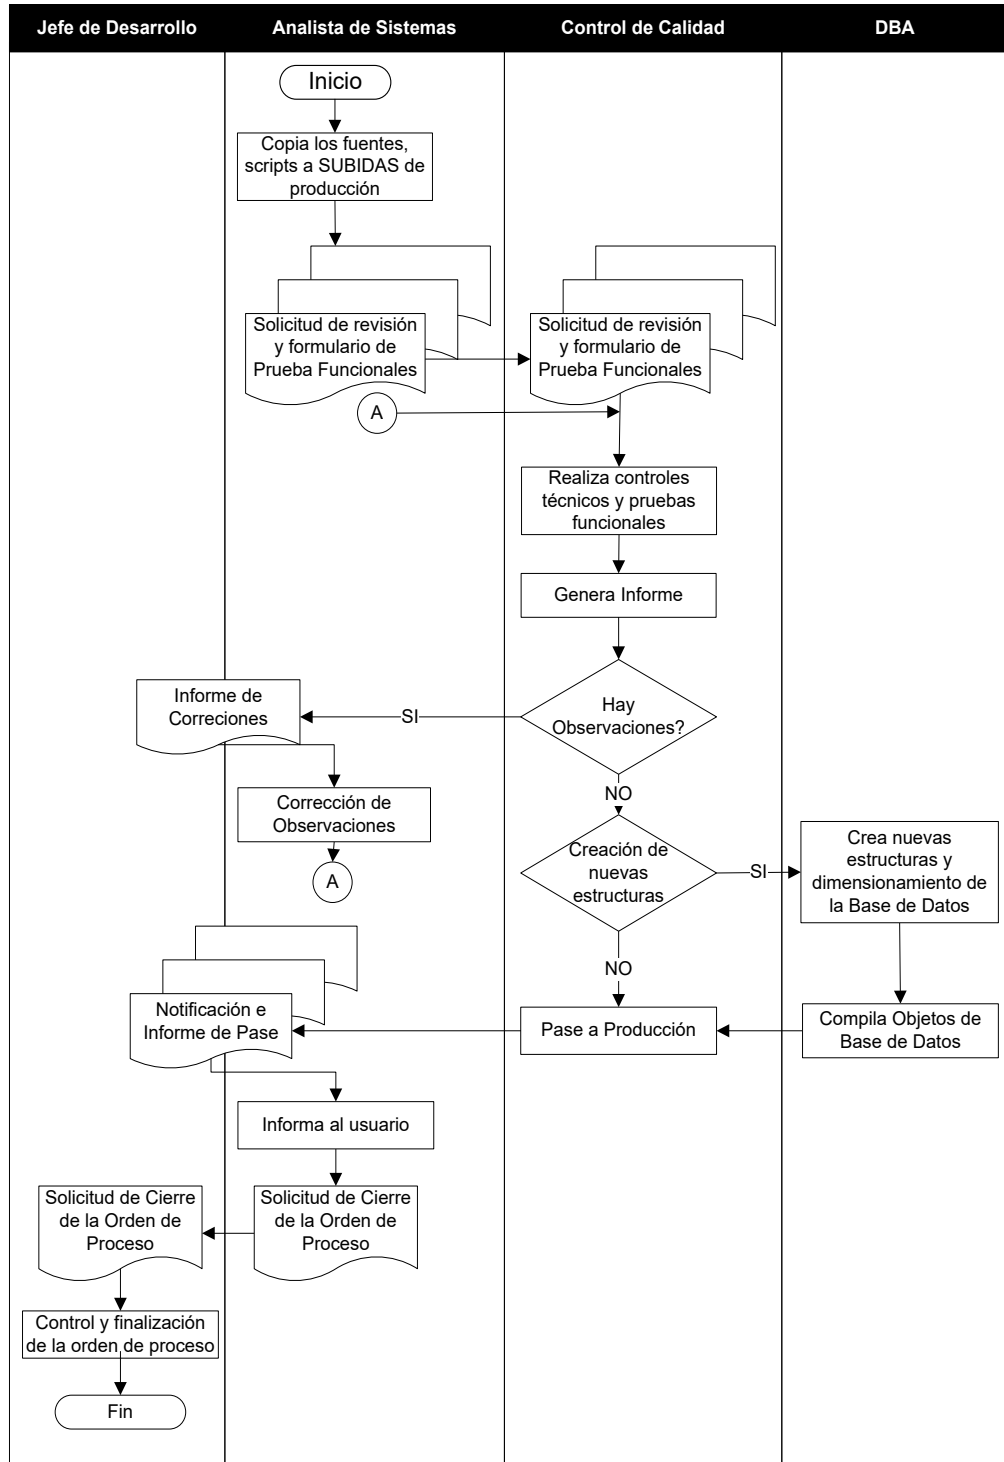 Jefe de Desarrollo
Analista de Sistemas
Control de Calidad
DBA
Inicio
Copia los fuentes,
scripts a SUBIDAS de
producción
Solicitud de revisión
y formulario de
Prueba Funcionales
Solicitud de revisión
y formulario de
Prueba Funcionales
A
Realiza controles
técnicos y pruebas
funcionales
Genera Informe
Hay
Observaciones?
SI
Informe de
Correciones
Corrección de
Observaciones
A
NO
Creación de
nuevas
estructuras
SI
Crea nuevas
estructuras y
dimensionamiento de
la Base de Datos
NO
Compila Objetos de
Base de Datos
Pase a Producción
Notificación e
Informe de Pase
Informa al usuario
Solicitud de Cierre
de la Orden de
Proceso
Solicitud de Cierre
de la Orden de
Proceso
Control y finalización
de la orden de proceso
Fin